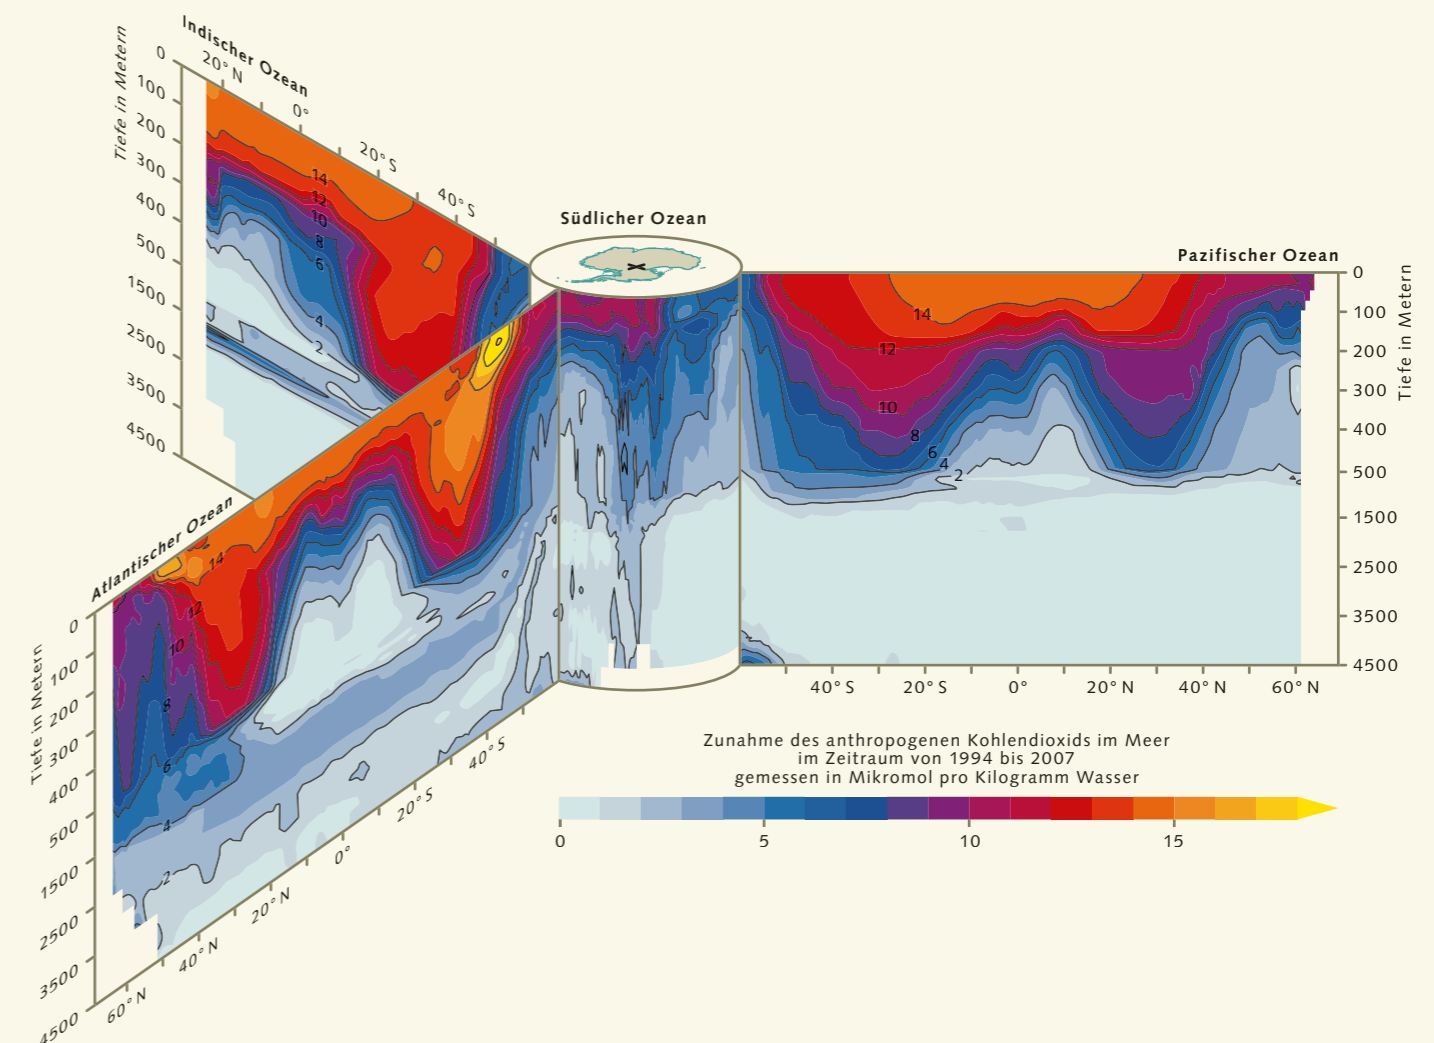 Indischer Ozean
Tiefe in Metern
0
100
200
300
400
500
1500
2500
3500
4500
20° N
0°
20° S
40° S
14
12
10
8
6
4
2
Südlicher Ozean
Pazifischer Ozean
0
100
200
300
400
500
1500
2500
3500
4500
Tiefe in Metern
14
12
10
8
6
4
2
40° S
20° S
0°
20° N
40° N
60° N
Atlantischer Ozean
Tiefe in Metern
0
100
200
300
400
500
1500
2500
3500
4500
14
12
10
8
6
4
2
60° N
40° N
20° N
0°
20° S
40° S
Zunahme des anthropogenen Kohlendioxids im Meer
im Zeitraum von 1994 bis 2007
gemessen in Mikromol pro Kilogramm Wasser
0 5 10 15